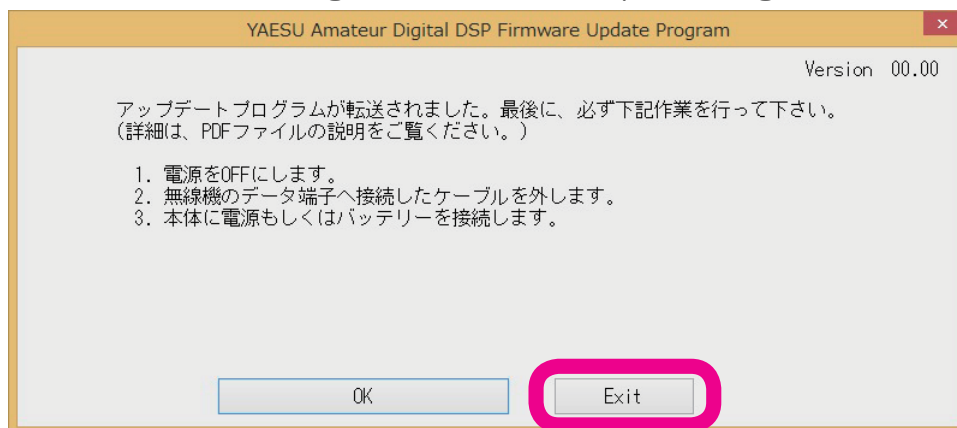 YAESU Amateur Digital DSP Firmware Update Program
×
Version 00.00
アップデートプログラムが転送されました。最後に、必ず下記作業を行って下さい。
(詳細は、PDFファイルの説明をご覧ください。)
1. 電源をOFFにします。
2. 無線機のデータ端子へ接続したケーブルを外します。
3. 本体に電源もしくはバッテリーを接続します。
OK
Exit